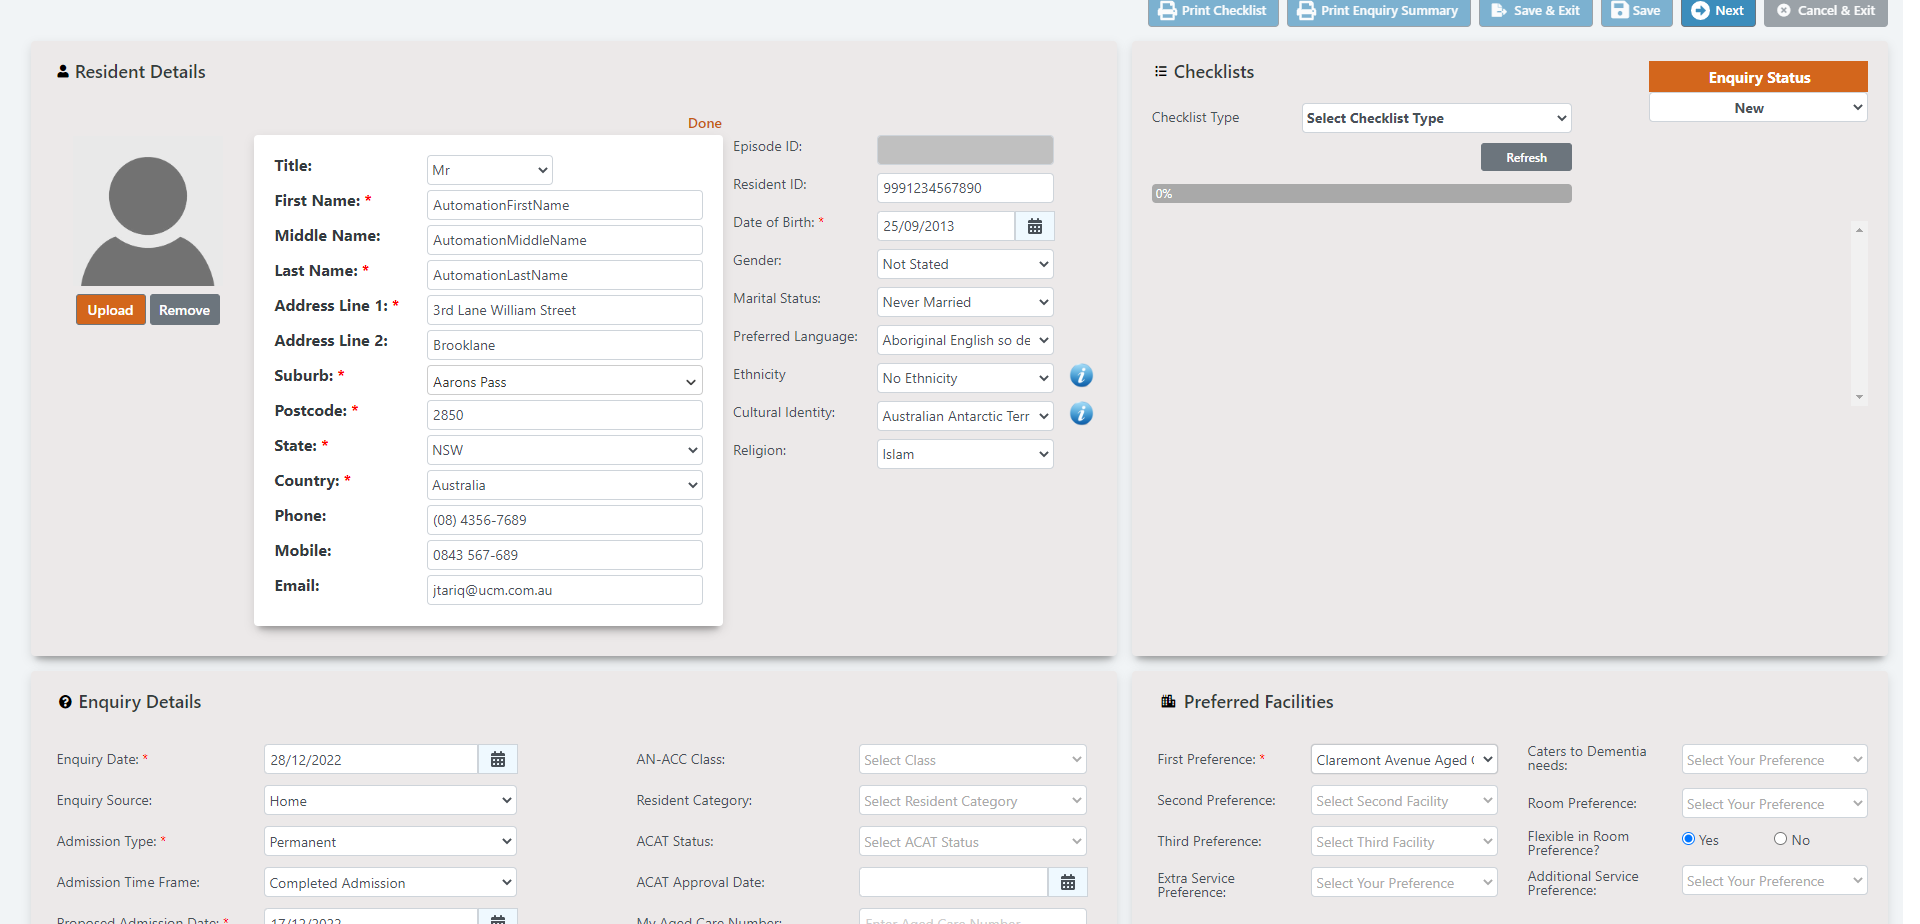 Print Checklist
Print Enquiry Summary
Save & Exit
Save
Next
Cancel & Exit
Resident Details
Done
Upload
Remove
Title:
Mr
First Name: *
AutomationFirstName
Middle Name:
AutomationMiddleName
Last Name: *
AutomationLastName
Address Line 1: *
3rd Lane William Street
Address Line 2:
Brooklane
Suburb: *
Aarons Pass
Postcode: *
2850
State: *
NSW
Country: *
Australia
Phone:
(08) 4356-7689
Mobile:
0843 567-689
Email:
jtariq@ucm.com.au
Episode ID:
Resident ID:
9991234567890
Date of Birth: *
25/09/2013
Gender:
Not Stated
Marital Status:
Never Married
Preferred Language:
Aboriginal English so de
Ethnicity
No Ethnicity
Cultural Identity:
Australian Antarctic Terr
Religion:
Islam
Checklists
Enquiry Status
New
Checklist Type
Select Checklist Type
Refresh
0%
Enquiry Details
Enquiry Date: *
28/12/2022
Enquiry Source:
Home
Admission Type: *
Permanent
Admission Time Frame:
Completed Admission
Proposed Admission Date: *
17/12/2022
AN-ACC Class:
Select Class
Resident Category:
Select Resident Category
ACAT Status:
Select ACAT Status
ACAT Approval Date:
My Aged Care Number:
Enter Aged Care Number
Preferred Facilities
First Preference: *
Claremont Avenue Aged C
Second Preference:
Select Second Facility
Third Preference:
Select Third Facility
Extra Service
Preference:
Select Your Preference
Caters to Dementia
needs:
Select Your Preference
Room Preference:
Select Your Preference
Flexible in Room
Preference?
Yes
No
Additional Service
Preference:
Select Your Preference